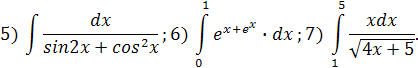 5) ∫ dx / (sin2x + cos²x) ; 6) ∫₀¹ e^(x+e^x) · dx ; 7) ∫₁⁵ xdx / √(4x + 5) .